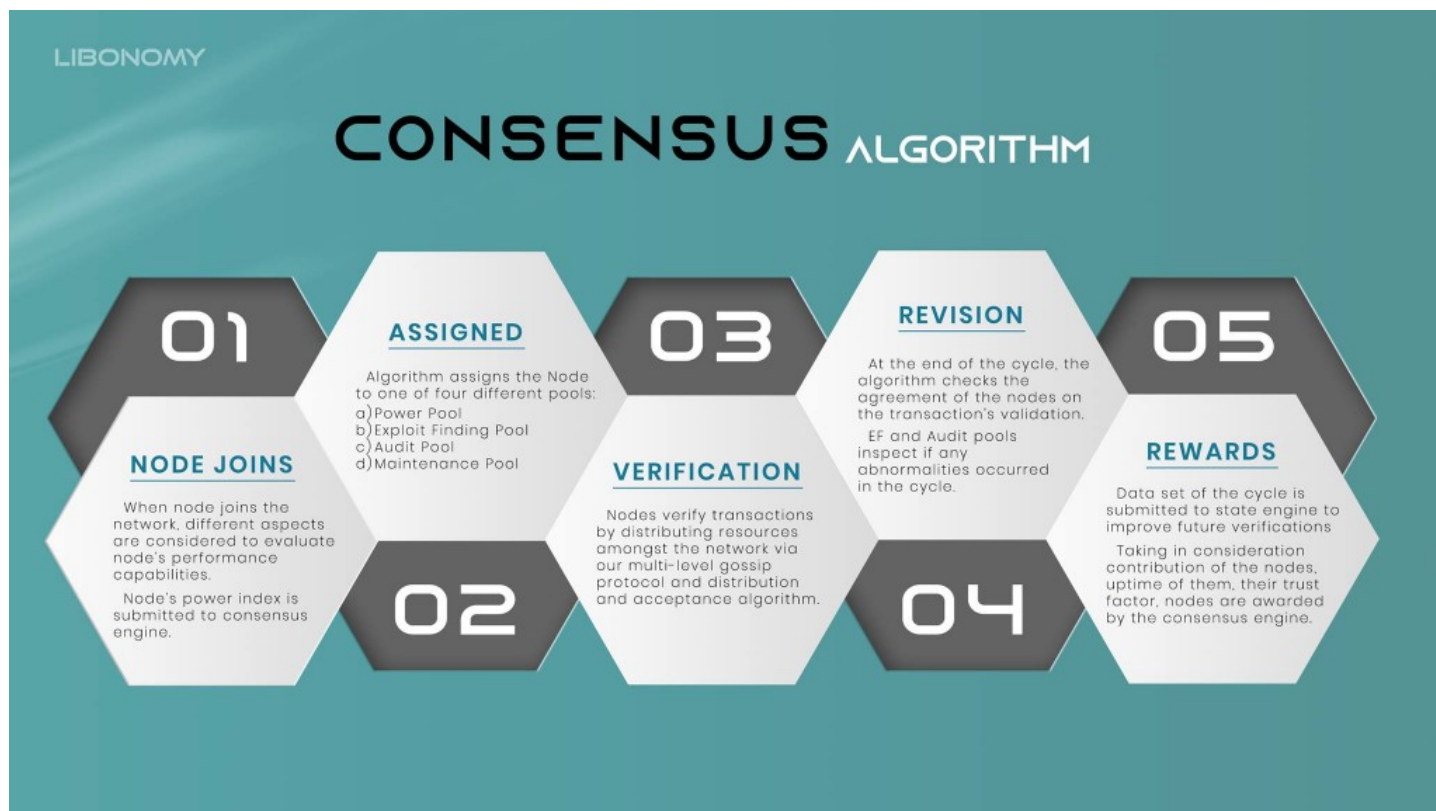 LIBONOMY
CONSENSUS ALGORITHM
01
NODE JOINS
When node joins the
network, different aspects
are considered to evaluate
node's performance
capabilities.
Node's power index is
submitted to consensus
engine.
ASSIGNED
Algorithm assigns the Node
to one of four different pools:
a)Power Pool
b)Exploit Finding Pool
c)Audit Pool
d)Maintenance Pool
02
03
VERIFICATION
Nodes verify transactions
by distributing resources
amongst the network via
our multi-level gossip
protocol and distribution
and acceptance algorithm.
REVISION
At the end of the cycle, the
algorithm checks the
agreement of the nodes on
the transaction's validation.
EF and Audit pools
inspect if any
abnormalities occurred
in the cycle.
04
05
REWARDS
Data set of the cycle is
submitted to state engine to
improve future verifications
Taking in consideration
contribution of the nodes,
uptime of them, their trust
factor, nodes are awarded
by the consensus engine.